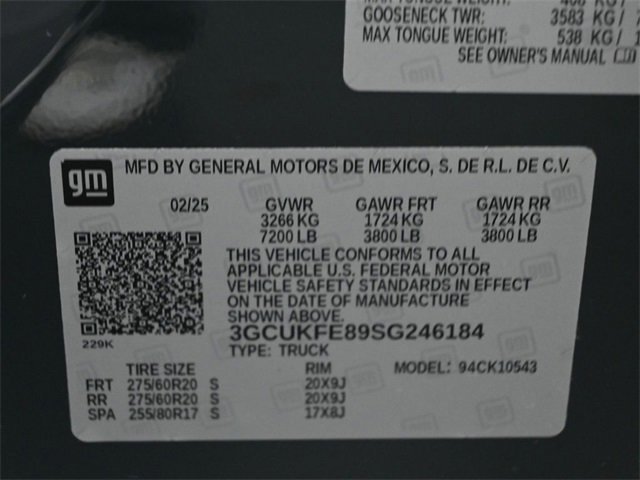 GOOSENECK TWR: 3583 KG/
MAX TONGUE WEIGHT: 538 KG/ 1
SEE OWNER'S MANUAL
gm
MFD BY GENERAL MOTORS DE MEXICO, S. DE R.L. DE C.V.
02/25 GVWR GAWR FRT GAWR RR
3266 KG 1724 KG 1724 KG
7200 LB 3800 LB 3800 LB
THIS VEHICLE CONFORMS TO ALL
APPLICABLE U.S. FEDERAL MOTOR
VEHICLE SAFETY STANDARDS IN EFFECT
ON THE DATE OF MANUFACTURE
SHOWN ABOVE.
229K
3GCUKFE89SG246184
TYPE: TRUCK
TIRE SIZE RIM MODEL: 94CK10543
FRT 275/60R20 S 20X9J
RR 275/60R20 S 20X9J
SPA 255/80R17 S 17X8J